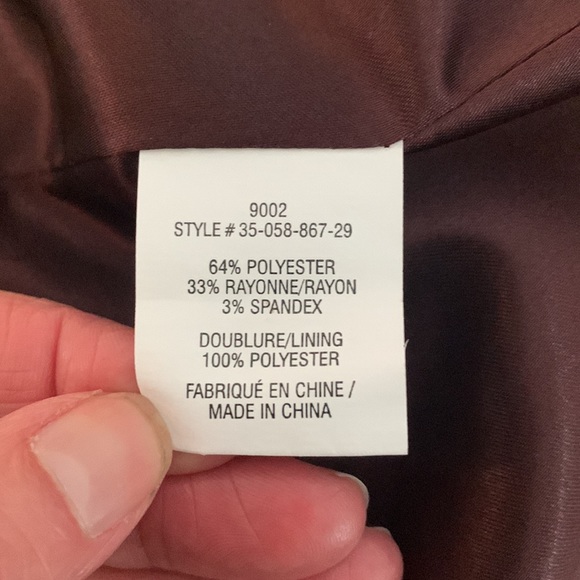 9002
STYLE # 35-058-867-29
64% POLYESTER
33% RAYONNE/RAYON
3% SPANDEX
DOUBLURE/LINING
100% POLYESTER
FABRIQUÉ EN CHINE /
MADE IN CHINA